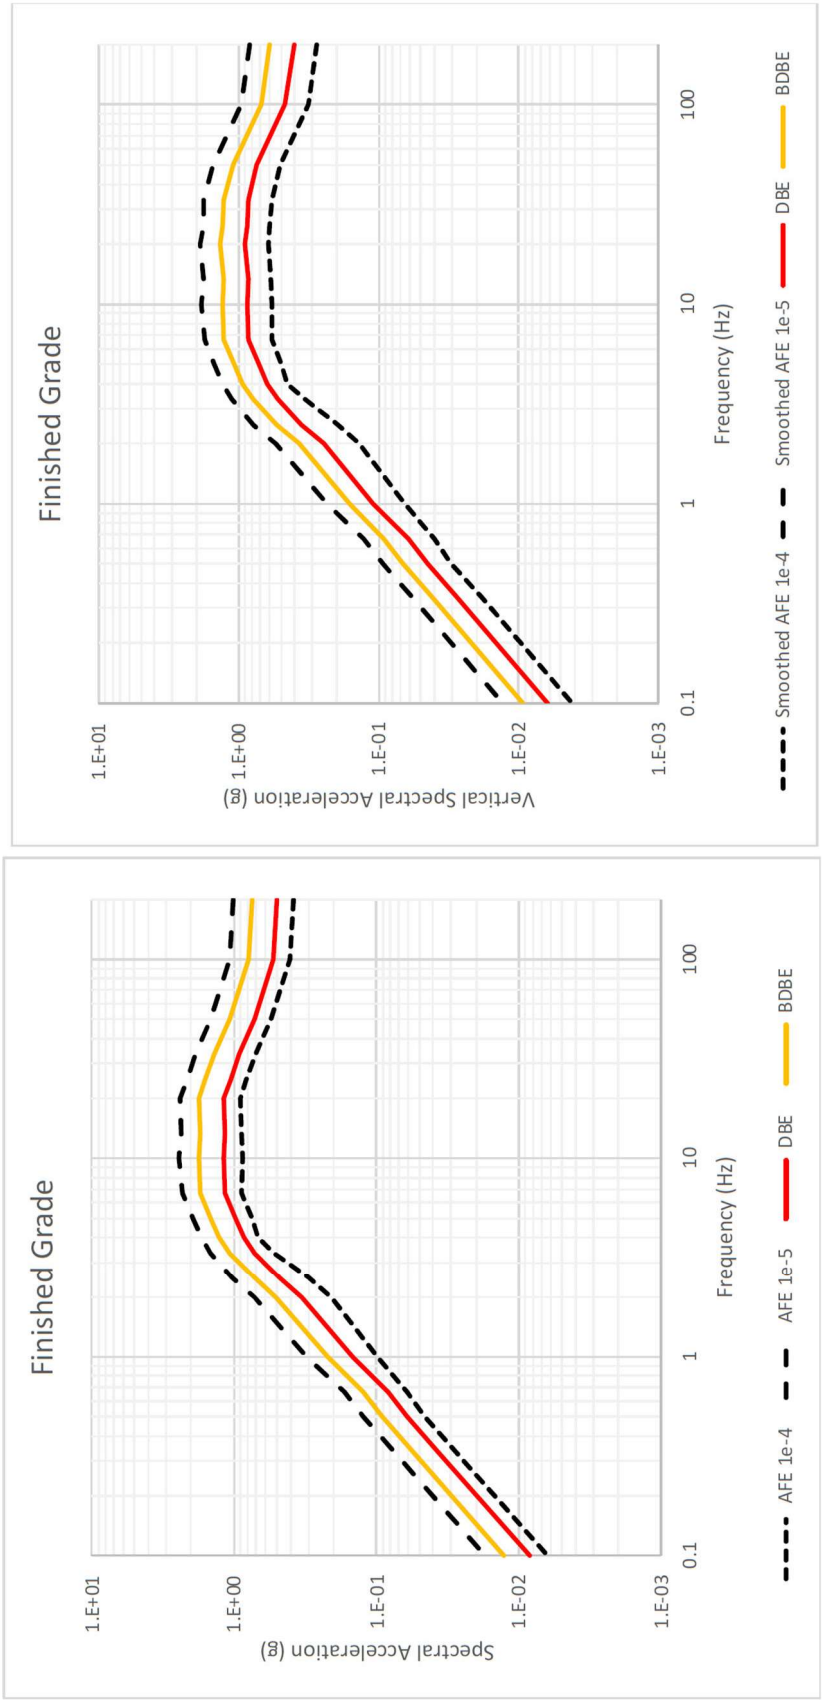 Finished Grade
Spectral Acceleration (g)
1.E+01
1.E+00
1.E-01
1.E-02
1.E-03
0.1 1 10 100
Frequency (Hz)
AFE 1e-4 AFE 1e-5 DBE BDBE
Finished Grade
Vertical Spectral Acceleration (g)
1.E+01
1.E+00
1.E-01
1.E-02
1.E-03
0.1 1 10 100
Frequency (Hz)
Smoothed AFE 1e-4 Smoothed AFE 1e-5 DBE BDBE